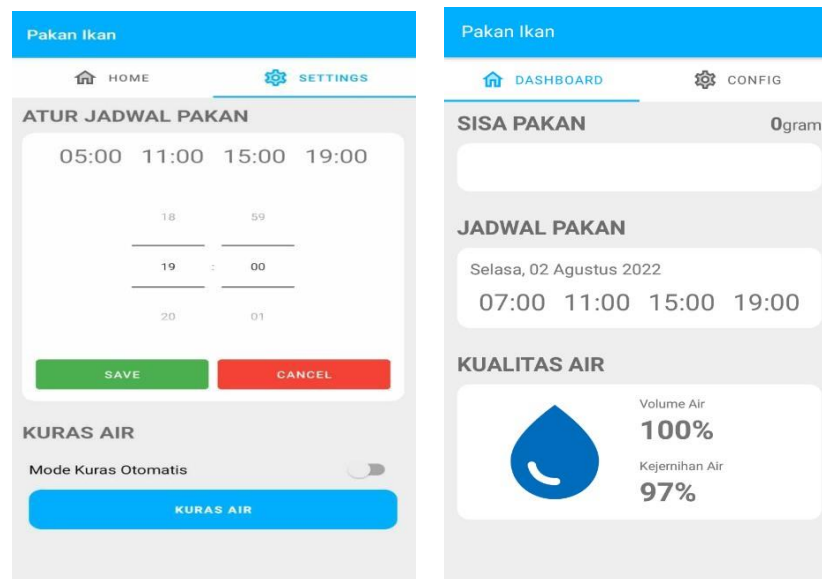 Pakan Ikan
HOME SETTINGS
ATUR JADWAL PAKAN
05:00 11:00 15:00 19:00
18 59
19 : 00
20 01
SAVE CANCEL
KURAS AIR
Mode Kuras Otomatis
KURAS AIR
Pakan Ikan
DASHBOARD CONFIG
SISA PAKAN 0gram
JADWAL PAKAN
Selasa, 02 Agustus 2022
07:00 11:00 15:00 19:00
KUALITAS AIR
Volume Air
100%
Kejernihan Air
97%